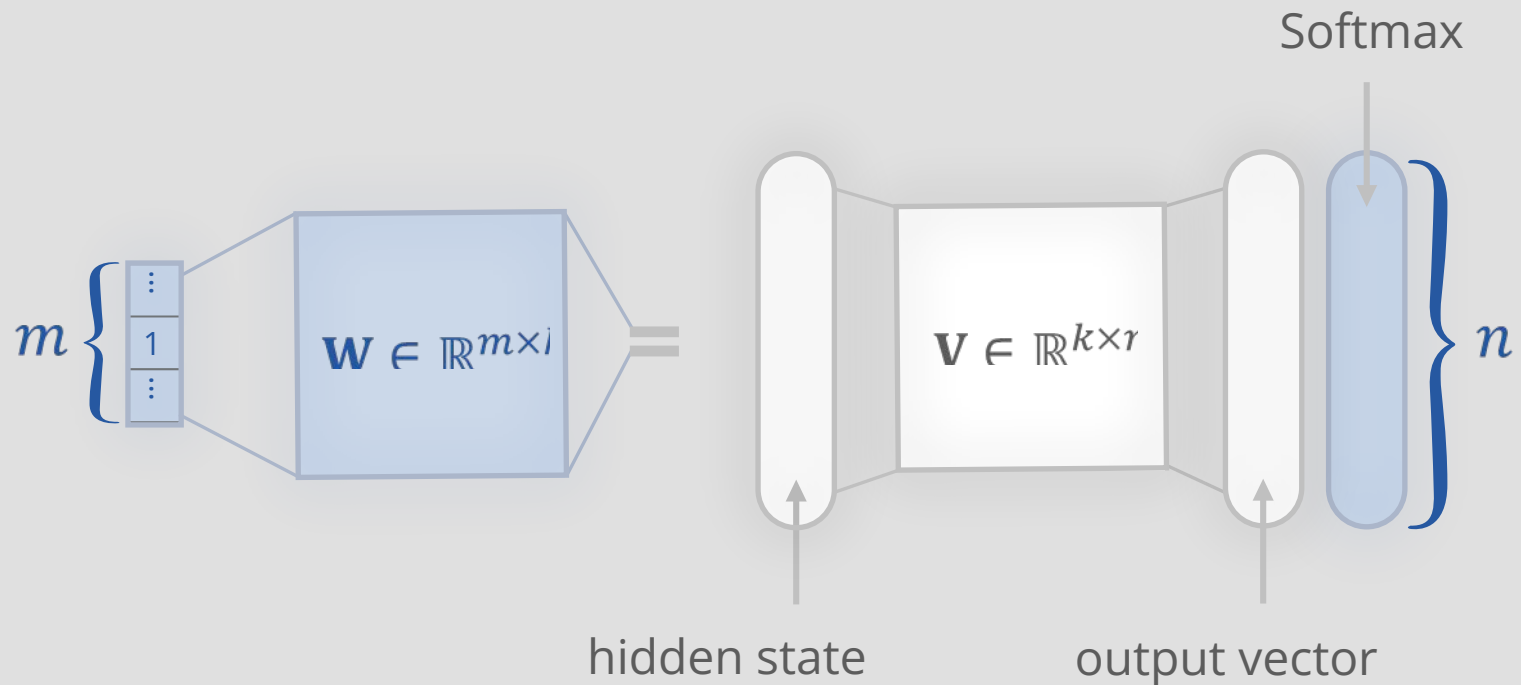 Softmax
m
⋮
1
⋮
W ∈ ℝ^{m×
V ∈ ℝ^{k×
n
hidden state
output vector